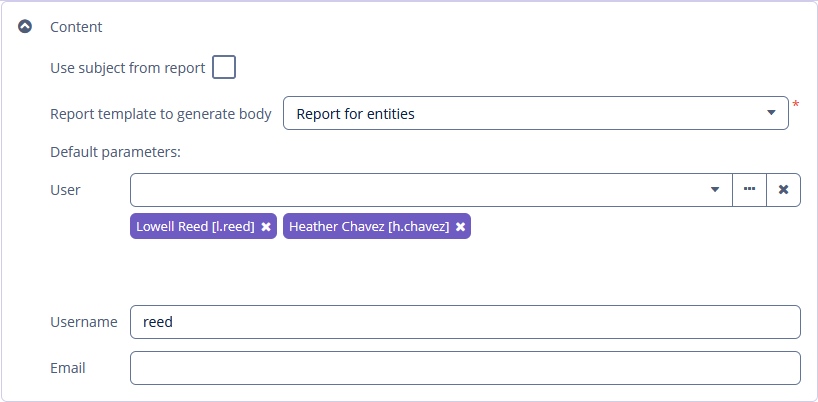 Content
Use subject from report
Report template to generate body Report for entities *
Default parameters:
User
Lowell Reed [l.reed] Heather Chavez [h.chavez]
Username reed
Email